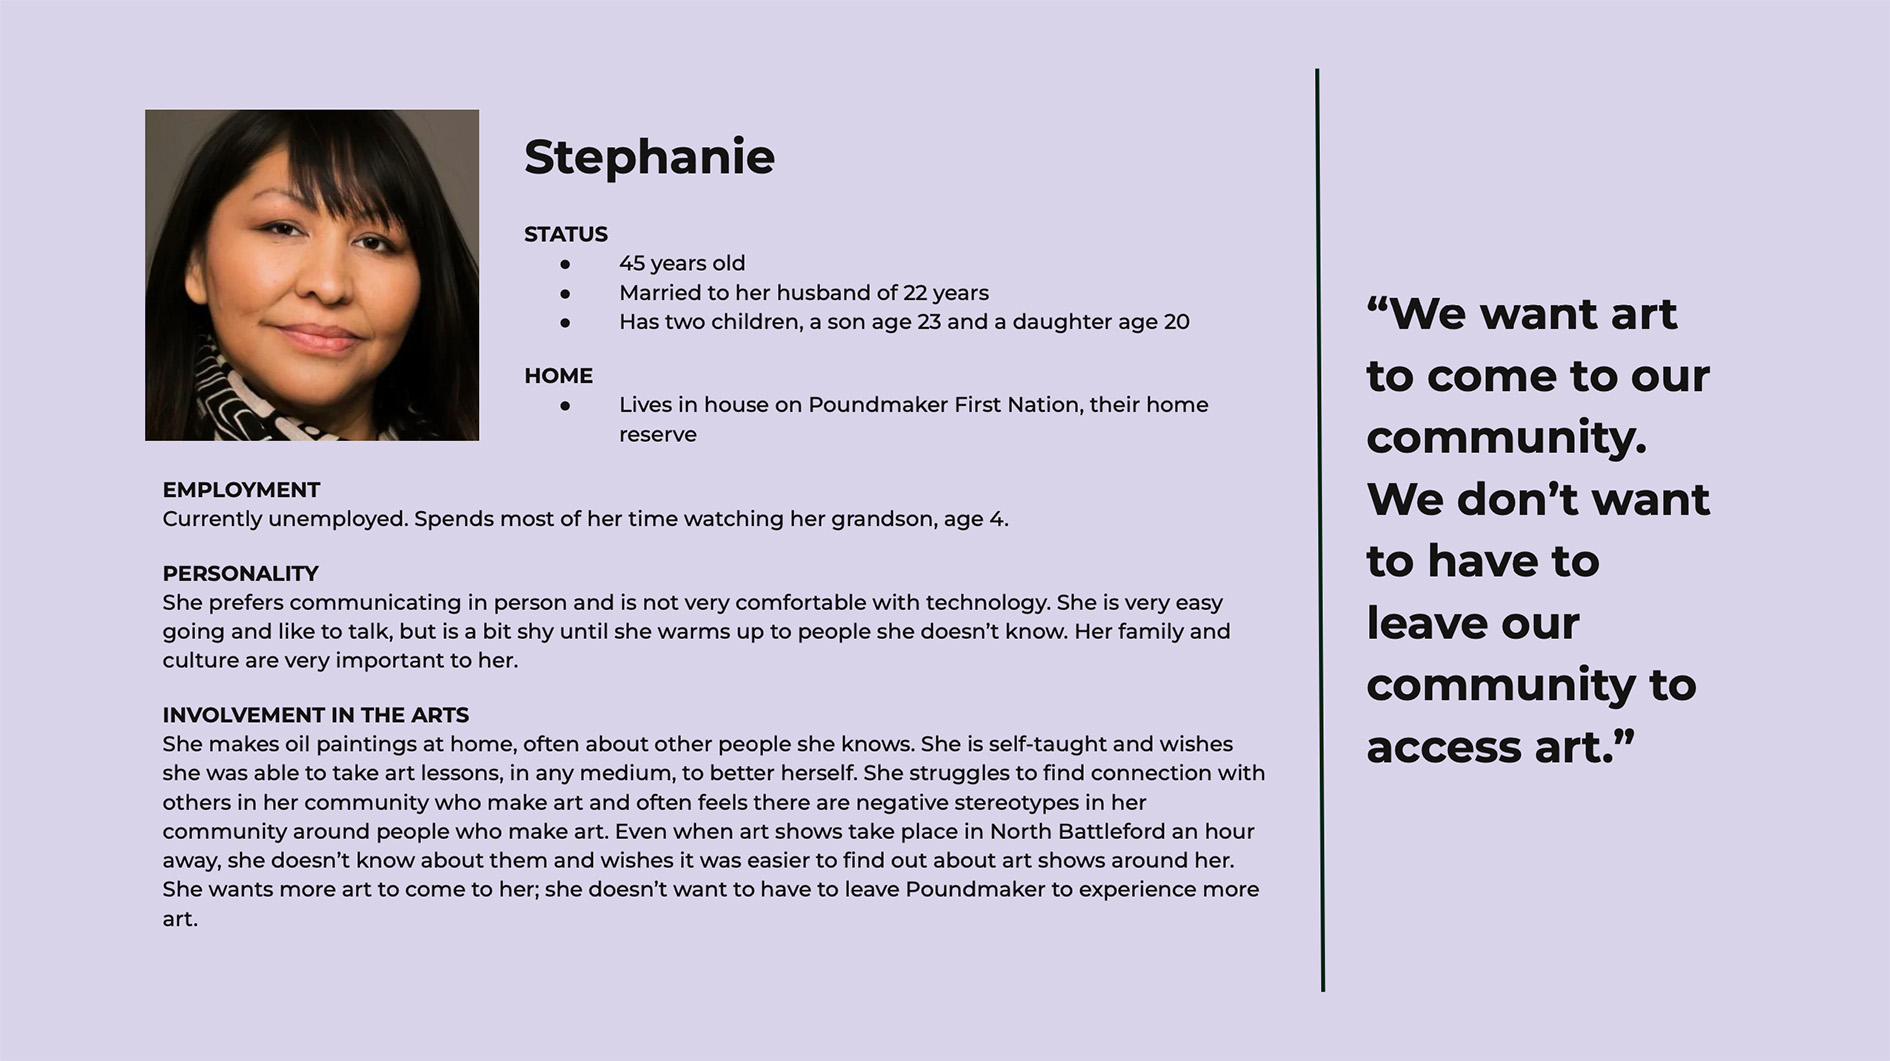 Stephanie
STATUS
● 45 years old
● Married to her husband of 22 years
● Has two children, a son age 23 and a daughter age 20
HOME
● Lives in house on Poundmaker First Nation, their home
reserve
EMPLOYMENT
Currently unemployed. Spends most of her time watching her grandson, age 4.
PERSONALITY
She prefers communicating in person and is not very comfortable with technology. She is very easy
going and like to talk, but is a bit shy until she warms up to people she doesn’t know. Her family and
culture are very important to her.
INVOLVEMENT IN THE ARTS
She makes oil paintings at home, often about other people she knows. She is self-taught and wishes
she was able to take art lessons, in any medium, to better herself. She struggles to find connection with
others in her community who make art and often feels there are negative stereotypes in her
community around people who make art. Even when art shows take place in North Battleford an hour
away, she doesn’t know about them and wishes it was easier to find out about art shows around her.
She wants more art to come to her; she doesn’t want to have to leave Poundmaker to experience more
art.
“We want art
to come to our
community.
We don’t want
to have to
leave our
community to
access art.”